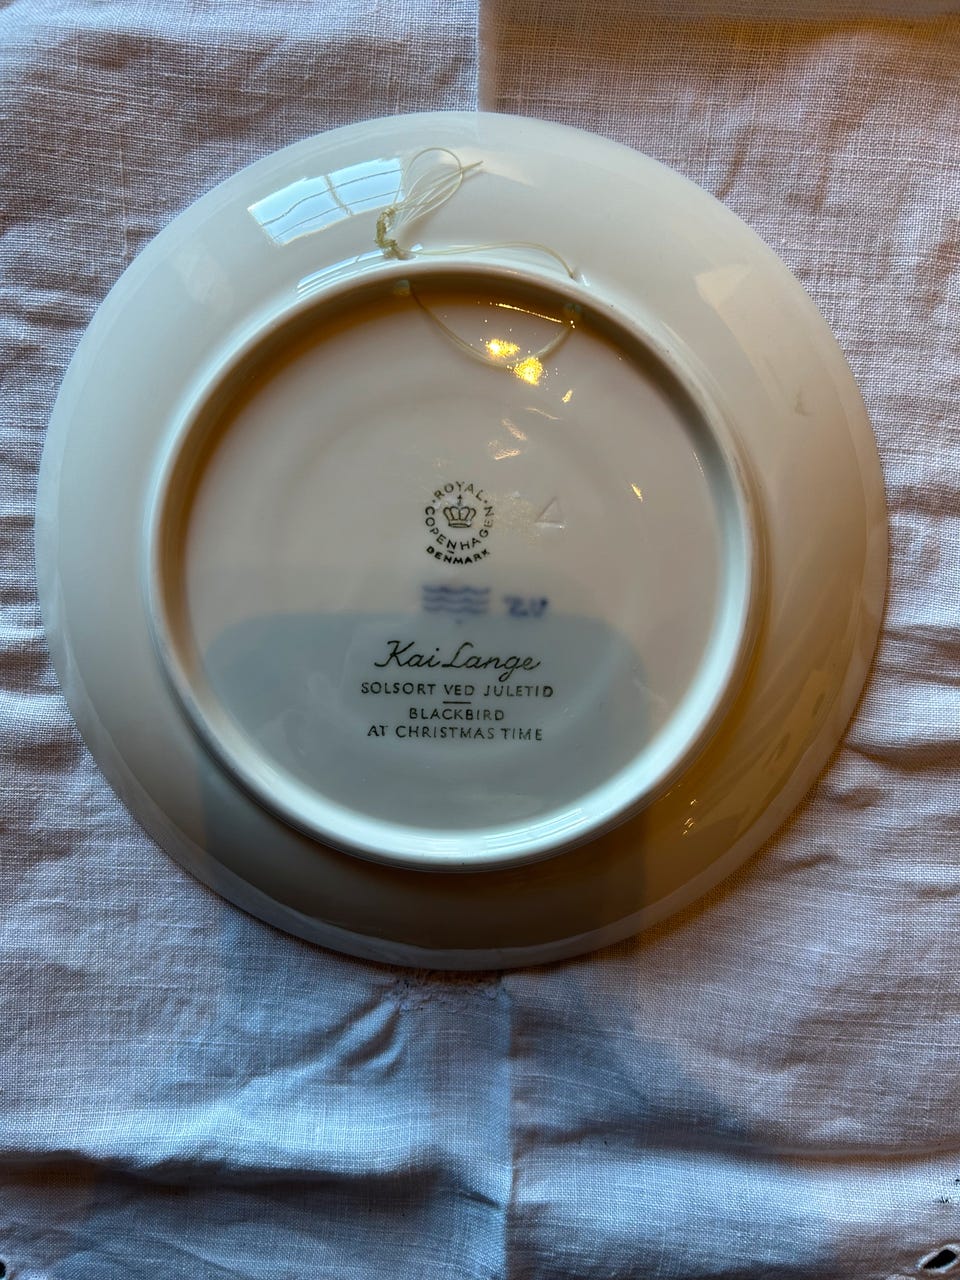 ROYAL COPENHAGEN
DENMARK
Kai Lange
SOLSORT VED JULETID
BLACKBIRD
AT CHRISTMAS TIME